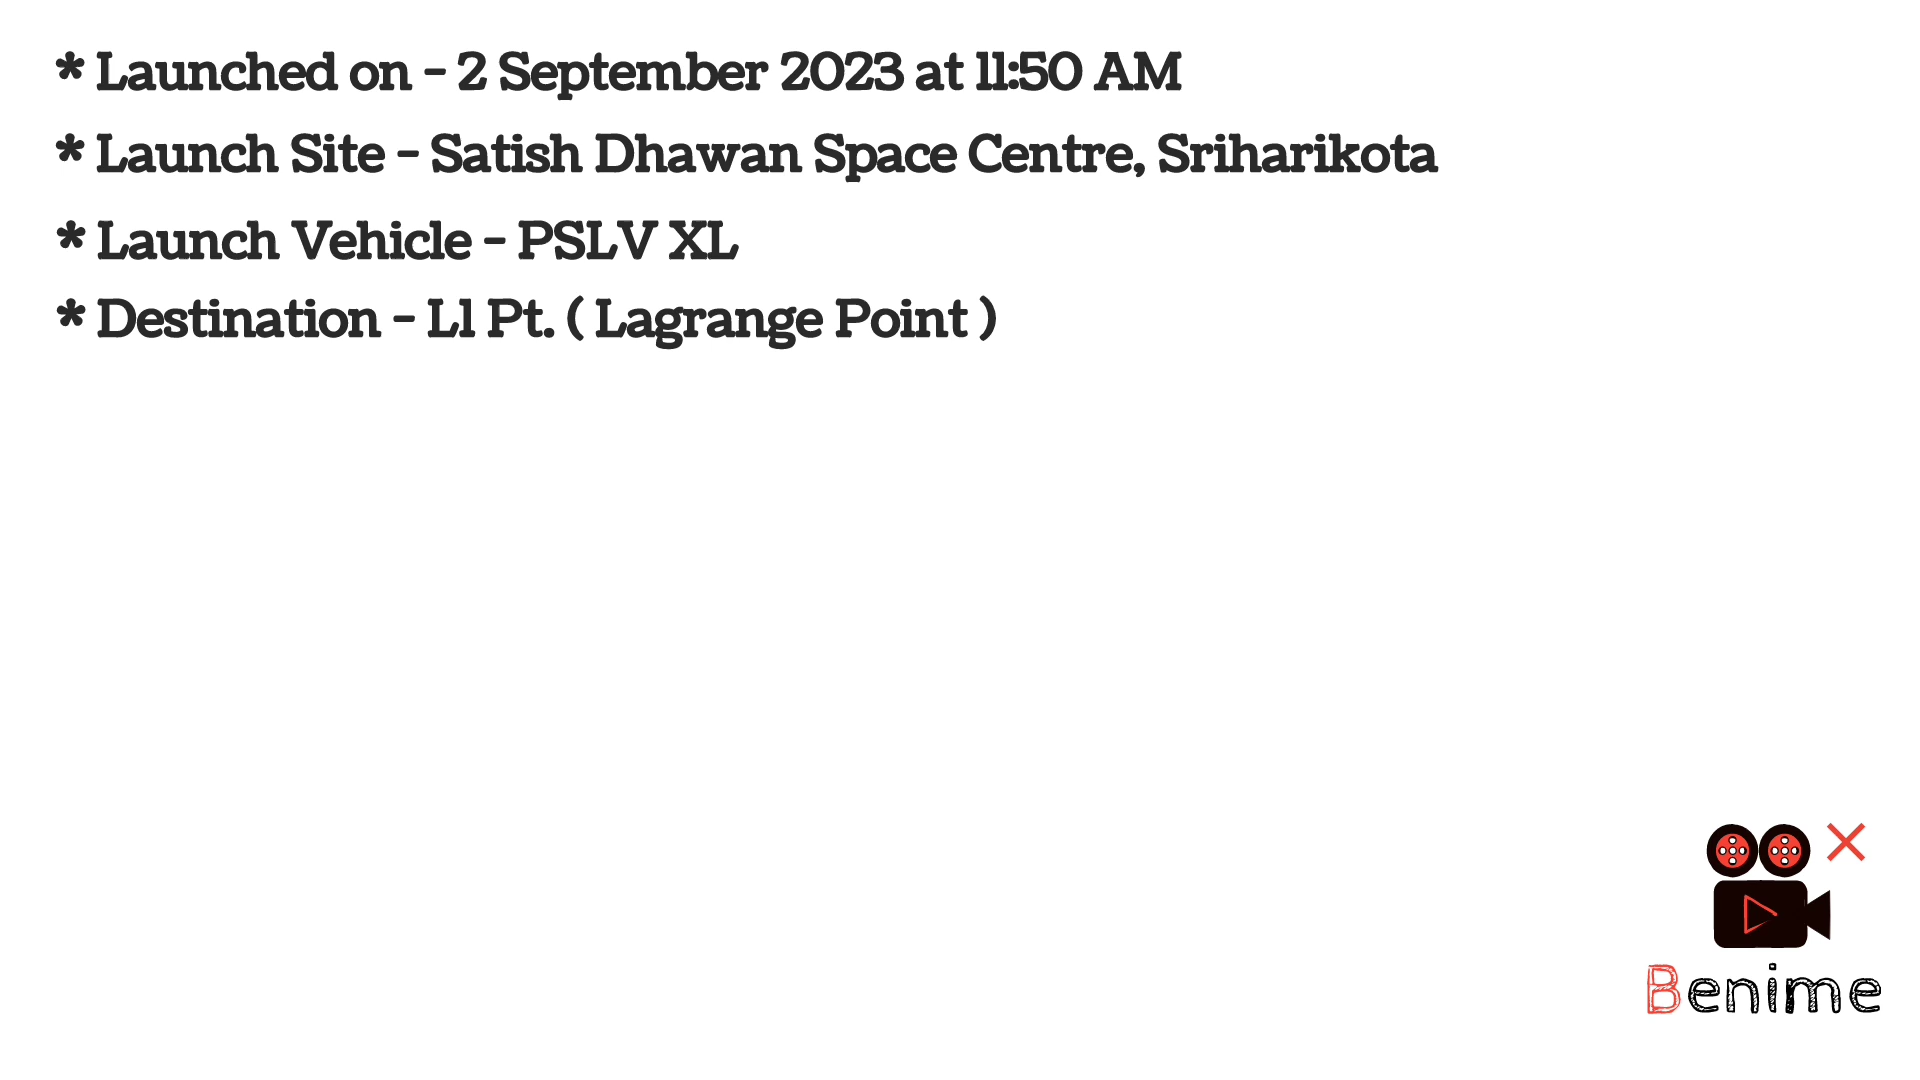 * Launched on - 2 September 2023 at 11:50 AM
* Launch Site - Satish Dhawan Space Centre, Sriharikota
* Launch Vehicle - PSLV XL
* Destination - L1 Pt. ( Lagrange Point )
Benime